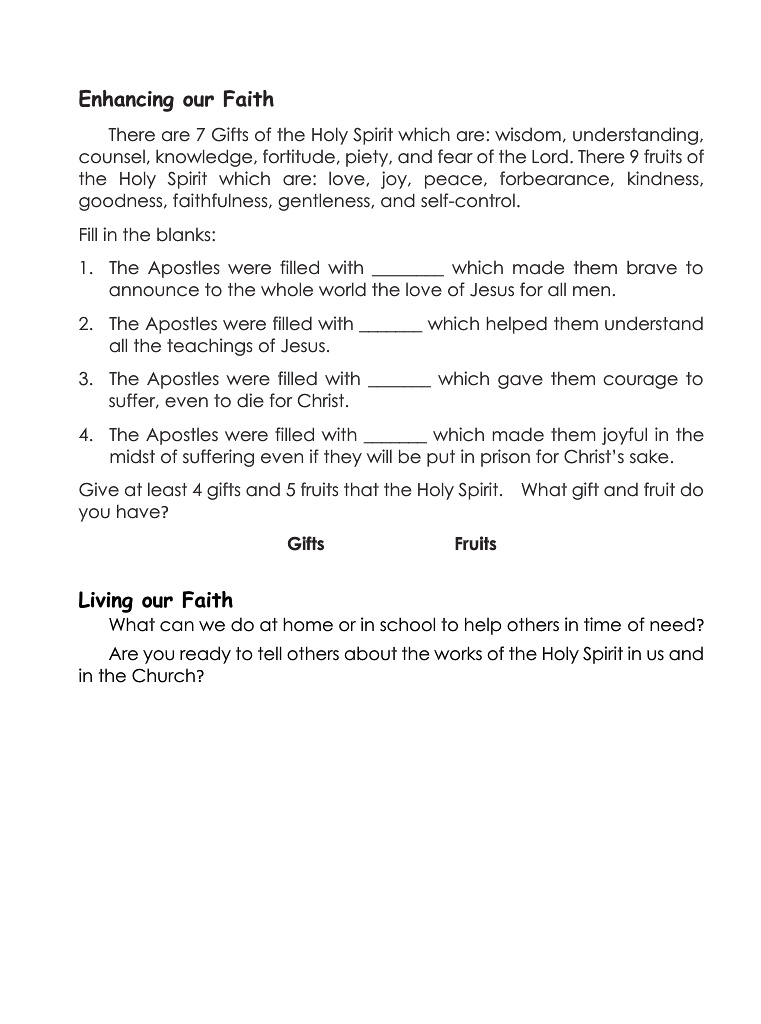 Enhancing our Faith
There are 7 Gifts of the Holy Spirit which are: wisdom, understanding,
counsel, knowledge, fortitude, piety, and fear of the Lord. There 9 fruits of
the Holy Spirit which are: love, joy, peace, forbearance, kindness,
goodness, faithfulness, gentleness, and self-control.
Fill in the blanks:
1. The Apostles were filled with ________ which made them brave to
announce to the whole world the love of Jesus for all men.
2. The Apostles were filled with _______ which helped them understand
all the teachings of Jesus.
3. The Apostles were filled with _______ which gave them courage to
suffer, even to die for Christ.
4. The Apostles were filled with _______ which made them joyful in the
midst of suffering even if they will be put in prison for Christ’s sake.
Give at least 4 gifts and 5 fruits that the Holy Spirit. What gift and fruit do
you have?
Gifts Fruits
Living our Faith
What can we do at home or in school to help others in time of need?
Are you ready to tell others about the works of the Holy Spirit in us and
in the Church?